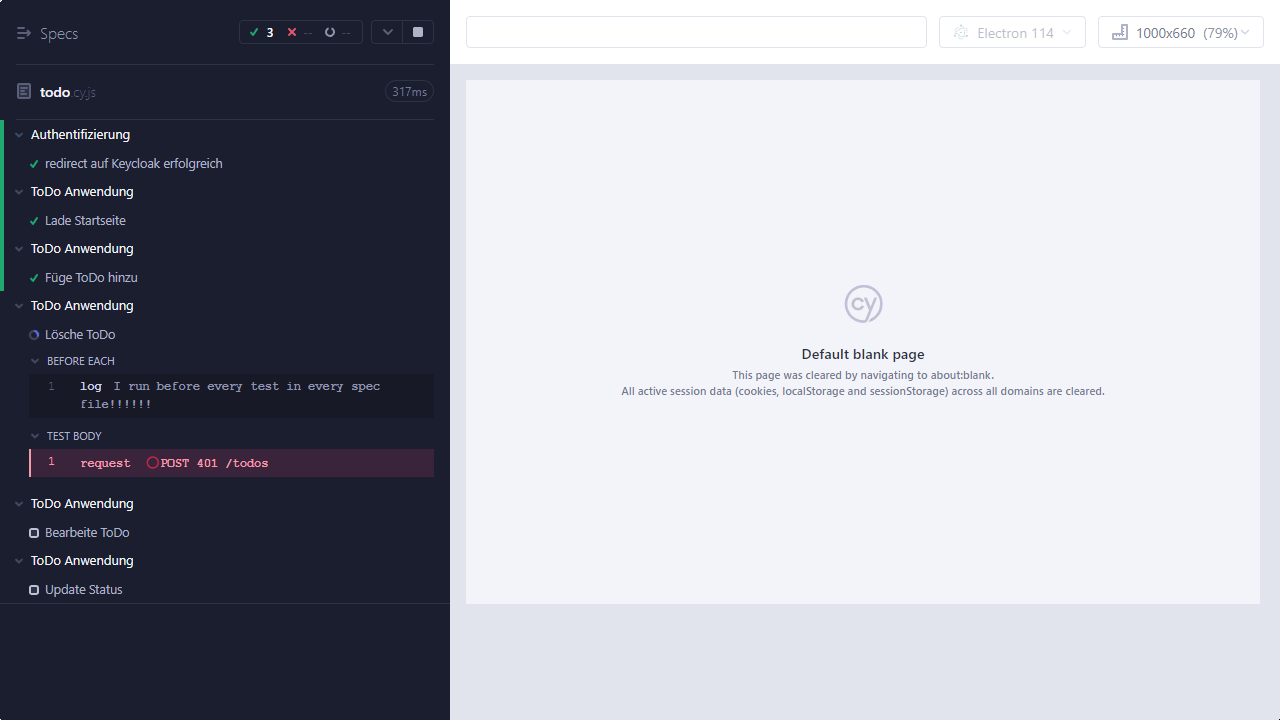 Specs
3 -- --
todo.cy.js
317ms
Authentifizierung
redirect auf Keycloak erfolgreich
ToDo Anwendung
Lade Startseite
ToDo Anwendung
Füge ToDo hinzu
ToDo Anwendung
Lösche ToDo
BEFORE EACH
1 log I run before every test in every spec
file!!!!!!
TEST BODY
1 request POST 401 /todos
ToDo Anwendung
Bearbeite ToDo
ToDo Anwendung
Update Status
Electron 114
1000x660 (79%)
cy
Default blank page
This page was cleared by navigating to about:blank.
All active session data (cookies, localStorage and sessionStorage) across all domains are cleared.